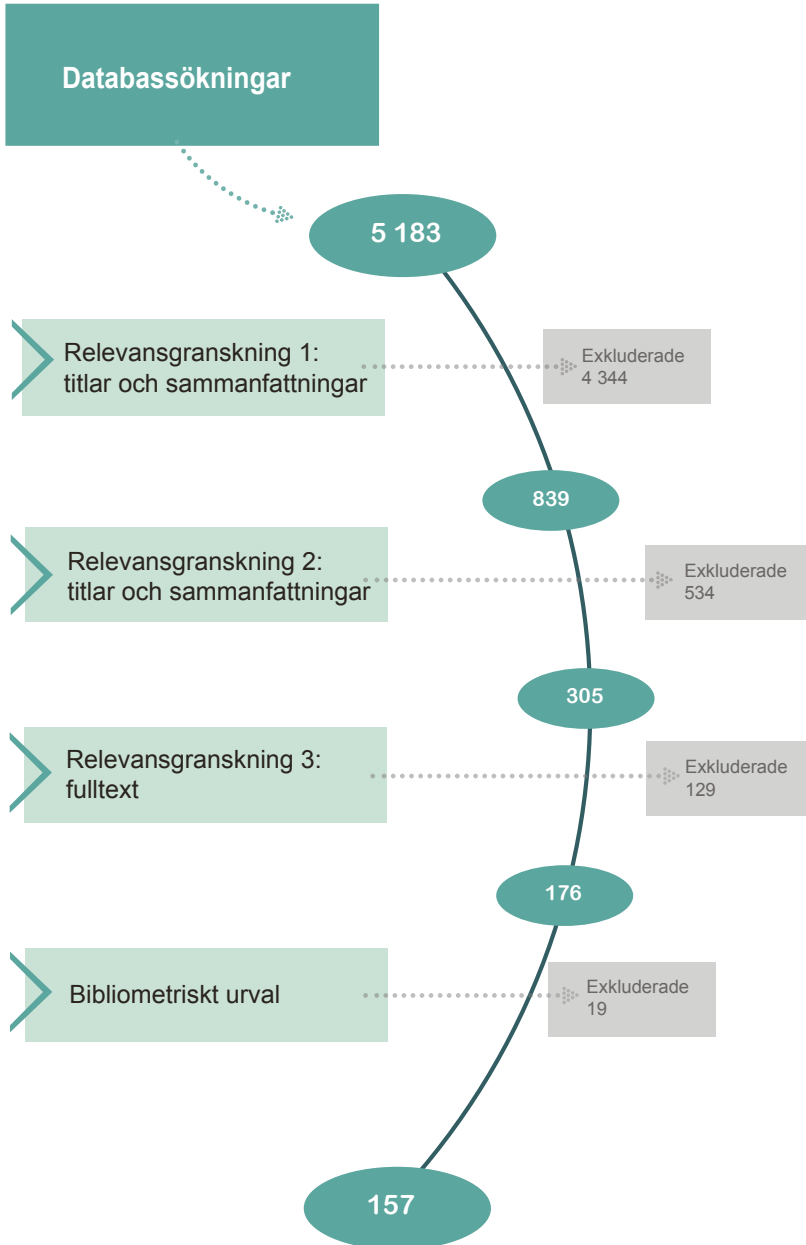 Databassökningar
5 183
Relevansgranskning 1:
titlar och sammanfattningar
Exkluderade
4 344
839
Relevansgranskning 2:
titlar och sammanfattningar
Exkluderade
534
305
Relevansgranskning 3:
fulltext
Exkluderade
129
176
Bibliometriskt urval
Exkluderade
19
157